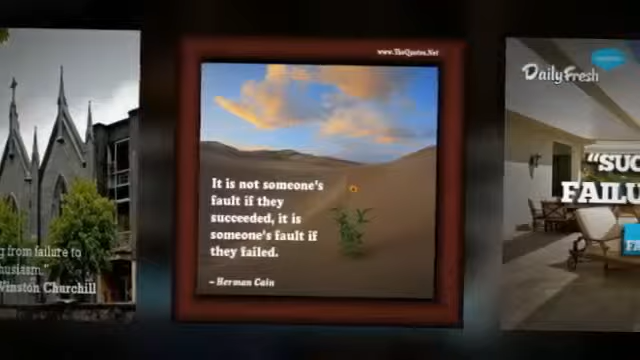 www.TheQuotes.Net
It is not someone's
fault if they
succeeded, it is
someone's fault if
they failed.
- Herman Cain
g from failure to
husiasm."
Winston Churchill
DailyFresh
"SUC
FAILU